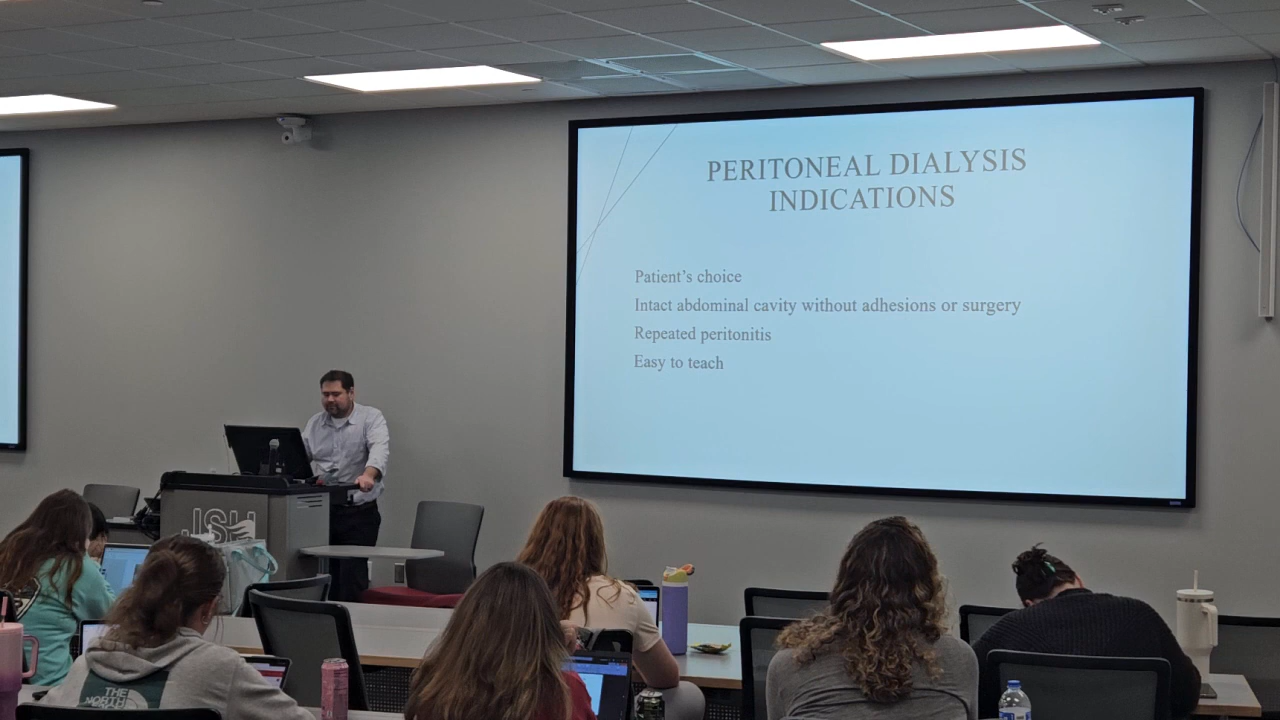 PERITONEAL DIALYSIS
INDICATIONS
Patient's choice
Intact abdominal cavity without adhesions or surgery
Repeated peritonitis
Easy to teach
THE
NORTH